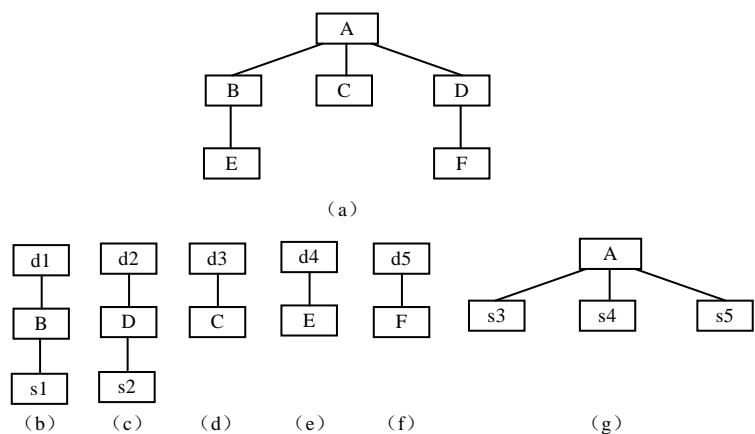 A
B C D
E F
（a）
d1 d2 d3 d4 d5 A
B D C E F s3 s4 s5
s1 s2
（b） （c） （d） （e） （f） （g）